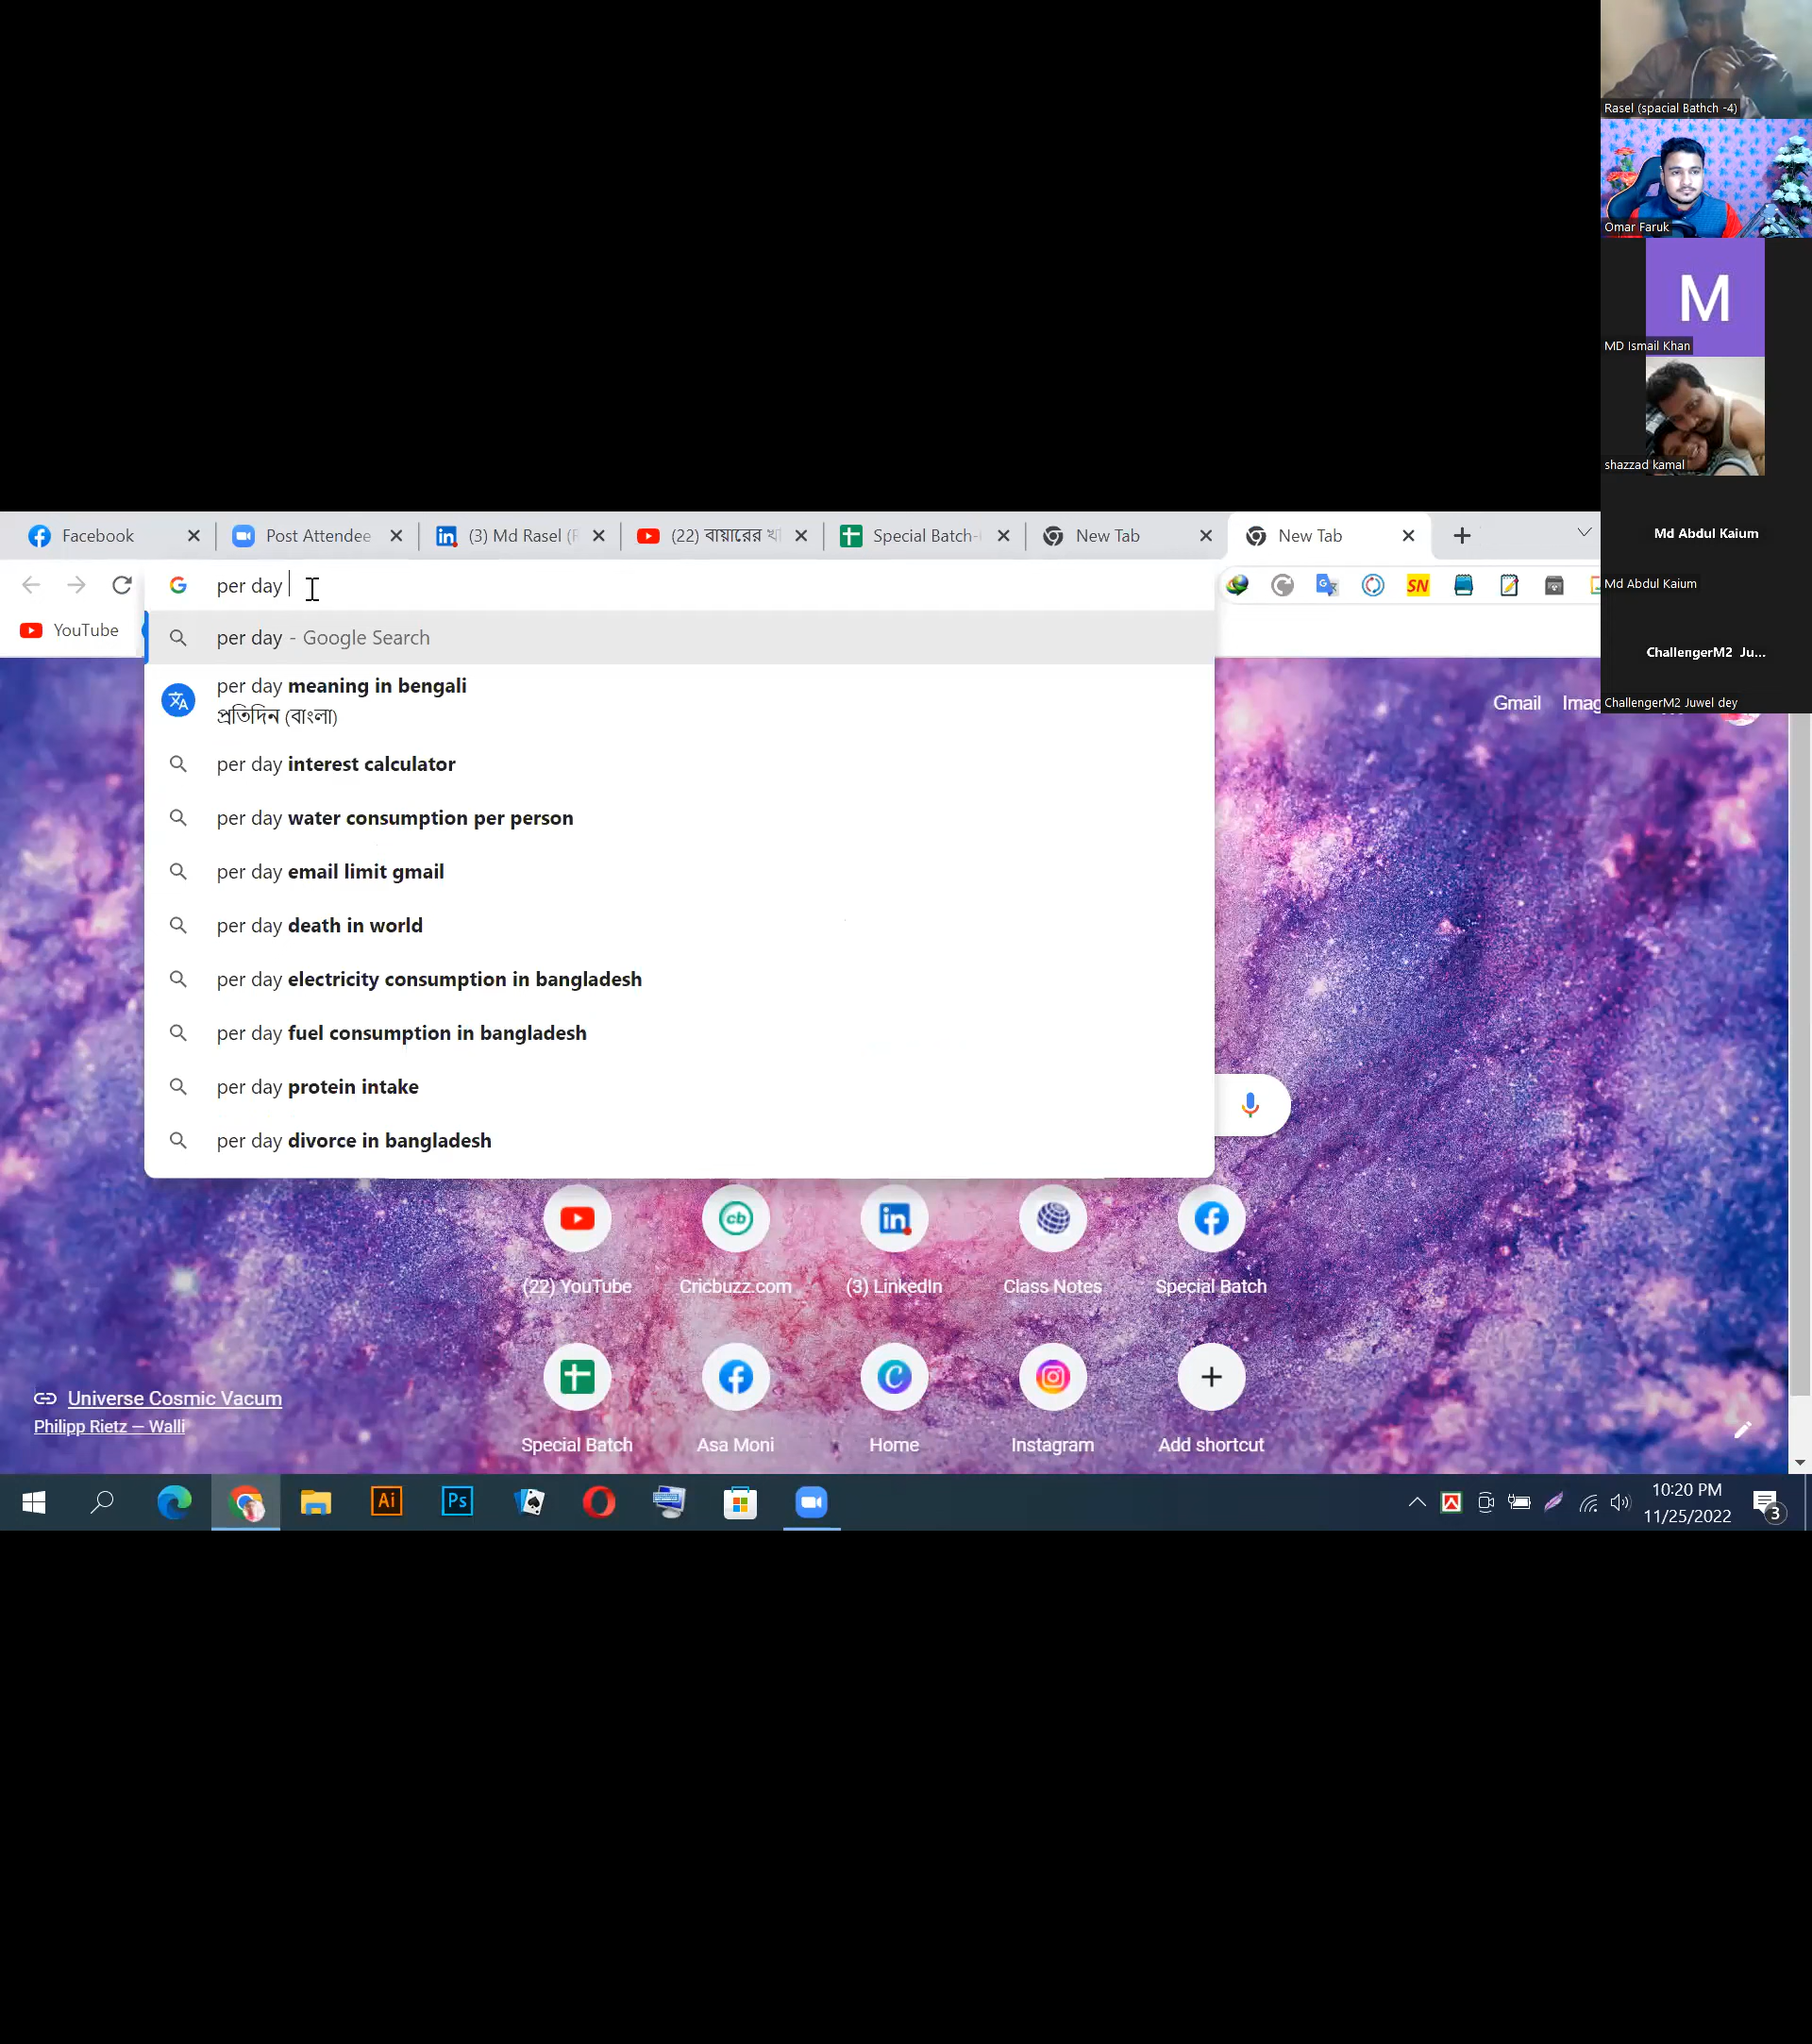 Rasel (spacial Bathch -4)
Omar Faruk
M
MD Ismail Khan
shazzad kamal
Md Abdul Kaium
Md Abdul Kaium
ChallengerM2 Ju...
ChallengerM2 Juwel dey
Facebook
Post Attendee
(3) Md Rasel (R
(22) বায়ারের খা
Special Batch-
New Tab
New Tab
per day
SN
YouTube
per day - Google Search
per day meaning in bengali
প্রতিদিন (বাংলা)
per day interest calculator
per day water consumption per person
per day email limit gmail
per day death in world
per day electricity consumption in bangladesh
per day fuel consumption in bangladesh
per day protein intake
per day divorce in bangladesh
Gmail Imag
cb
in
(22) YouTube
Cricbuzz.com
(3) LinkedIn
Class Notes
Special Batch
Special Batch
Asa Moni
Home
Instagram
Add shortcut
Universe Cosmic Vacum
Philipp Rietz — Walli
Ai
Ps
10:20 PM
11/25/2022
3